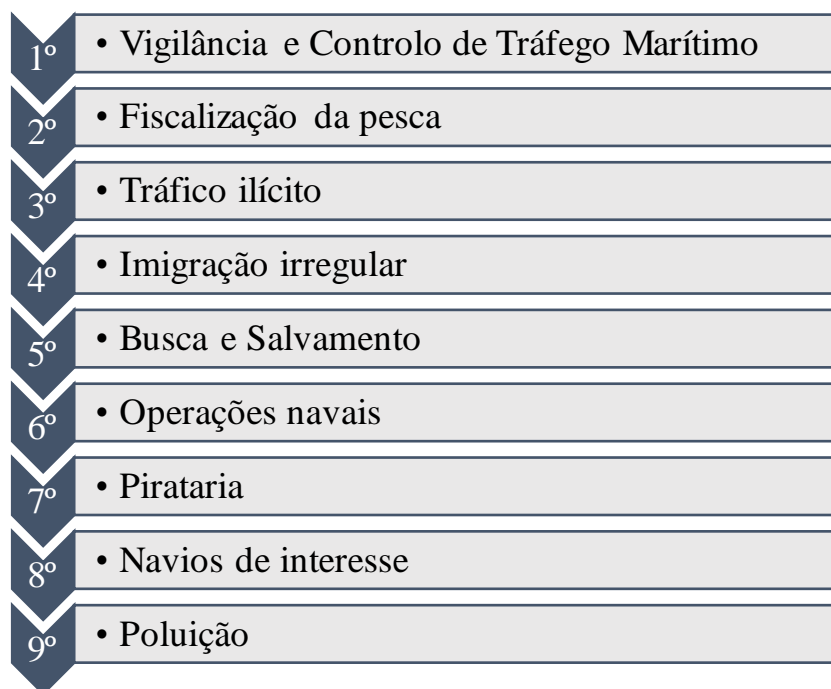 1º • Vigilância e Controlo de Tráfego Marítimo
2º • Fiscalização da pesca
3º • Tráfico ilícito
4º • Imigração irregular
5º • Busca e Salvamento
6º • Operações navais
7º • Pirataria
8º • Navios de interesse
9º • Poluição